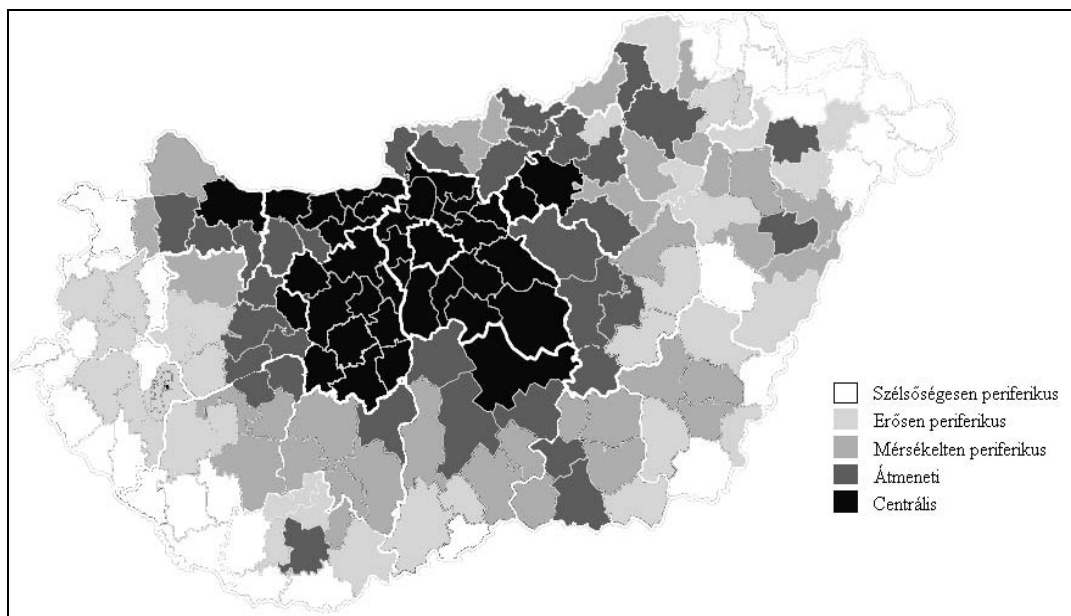 Szélsőségesen periferikus
Erősen periferikus
Mérsékelten periferikus
Átmeneti
Centrális